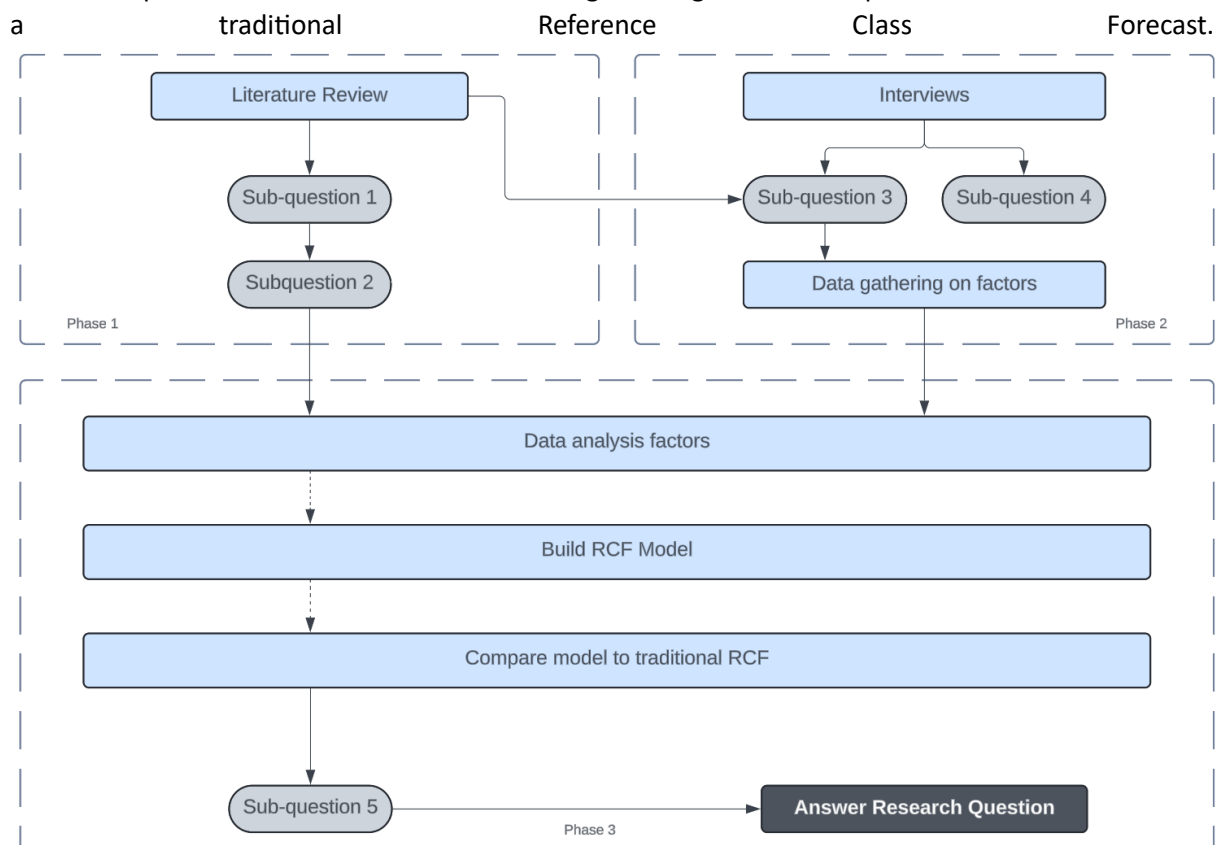 a traditional Reference Class Forecast.
Literature Review
Interviews
Sub-question 1
Sub-question 3
Sub-question 4
Subquestion 2
Data gathering on factors
Phase 1
Phase 2
Data analysis factors
Build RCF Model
Compare model to traditional RCF
Sub-question 5
Answer Research Question
Phase 3